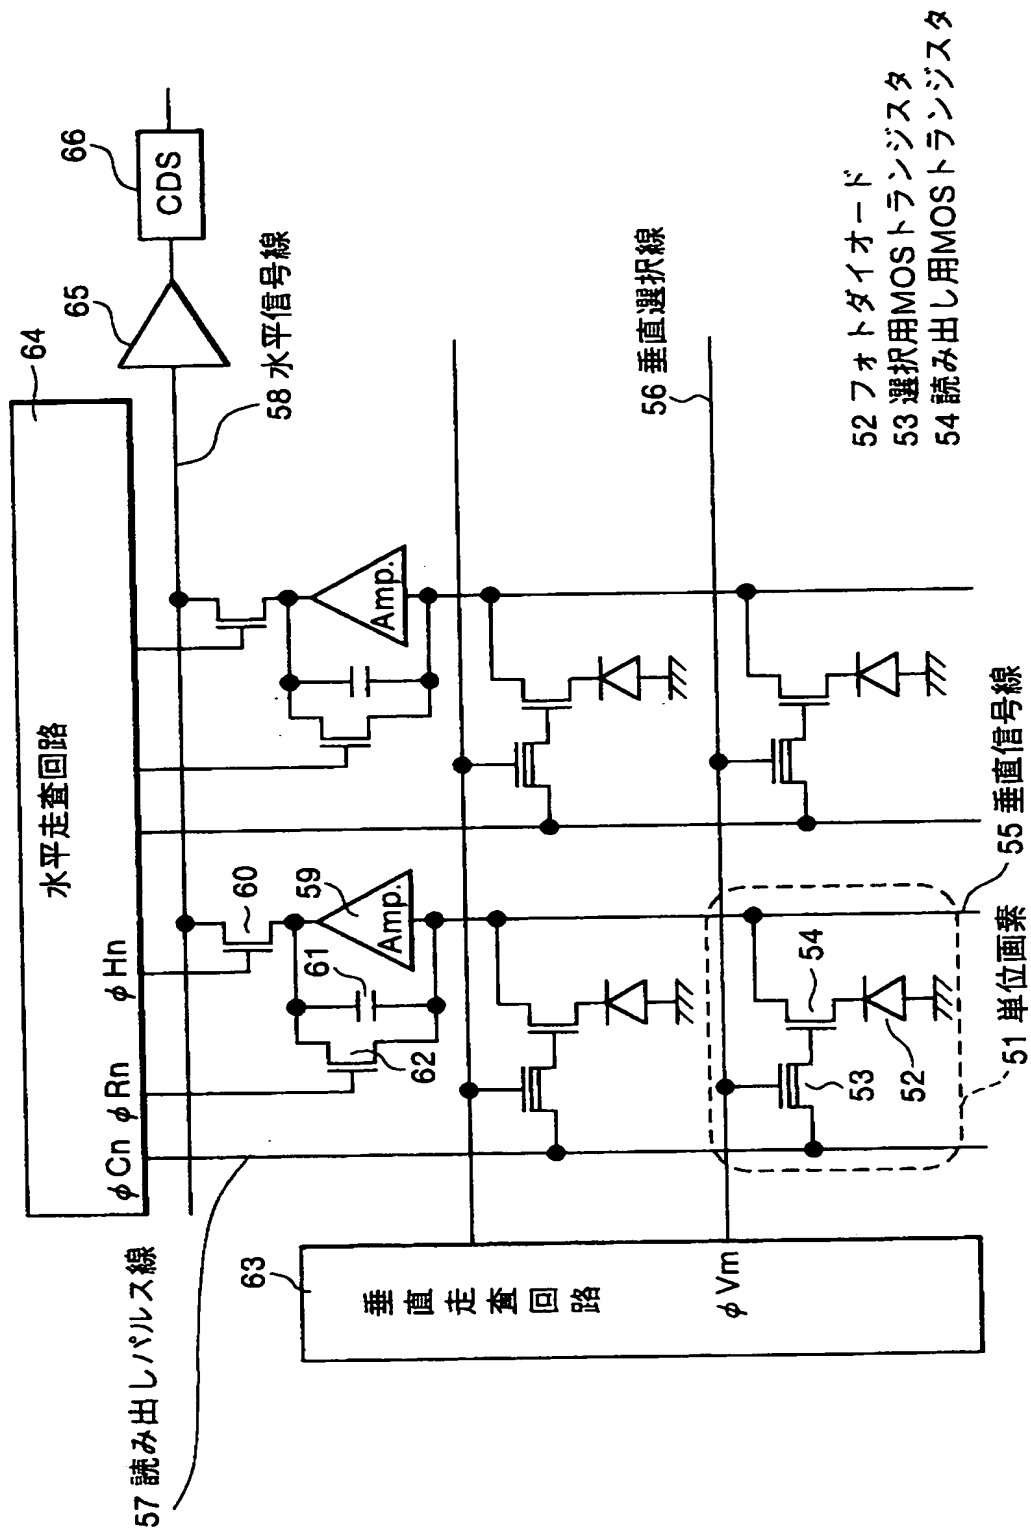 64
水平走査回路
φCn
φRn
φHn
65
66
CDS
58 水平信号線
60
59
Amp.
61
62
Amp.
57 読み出しパルス線
63
垂直走査回路
φVm
56 垂直選択線
54
53
52
51 単位画素
55 垂直信号線
52 フォトダイオード
53 選択用MOSトランジスタ
54 読み出し用MOSトランジスタ